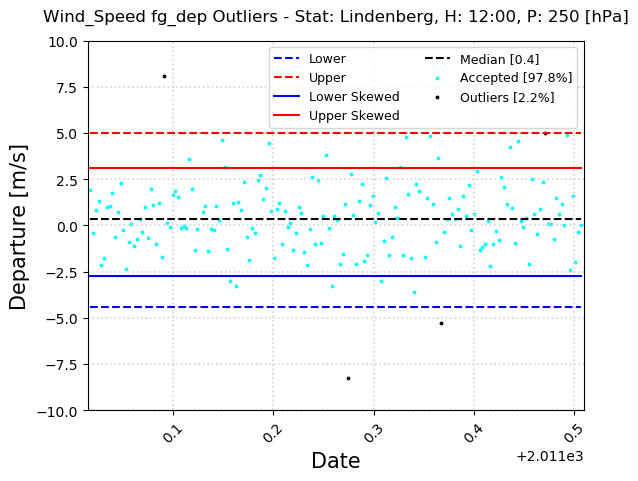 Wind_Speed fg_dep Outliers - Stat: Lindenberg, H: 12:00, P: 250 [hPa]
10.0
7.5
5.0
2.5
0.0
−2.5
−5.0
−7.5
−10.0
Departure [m/s]
Lower
Upper
Lower Skewed
Upper Skewed
Median [0.4]
Accepted [97.8%]
Outliers [2.2%]
0.1
0.2
0.3
0.4
0.5
+2.011e3
Date